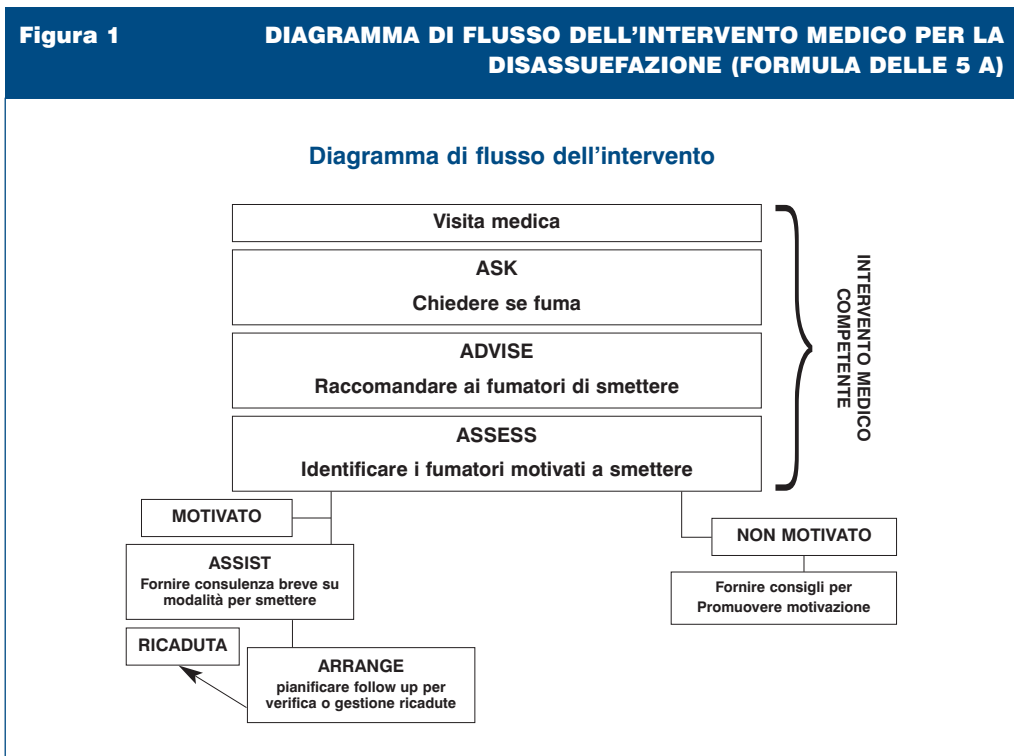 Figura 1
DIAGRAMMA DI FLUSSO DELL'INTERVENTO MEDICO PER LA
DISASSUEFAZIONE (FORMULA DELLE 5 A)
Diagramma di flusso dell'intervento
Visita medica
ASK
Chiedere se fuma
ADVISE
Raccomandare ai fumatori di smettere
ASSESS
Identificare i fumatori motivati a smettere
INTERVENTO MEDICO
COMPETENTE
MOTIVATO
NON MOTIVATO
ASSIST
Fornire consulenza breve su
modalità per smettere
Fornire consigli per
Promuovere motivazione
RICADUTA
ARRANGE
pianificare follow up per
verifica o gestione ricadute